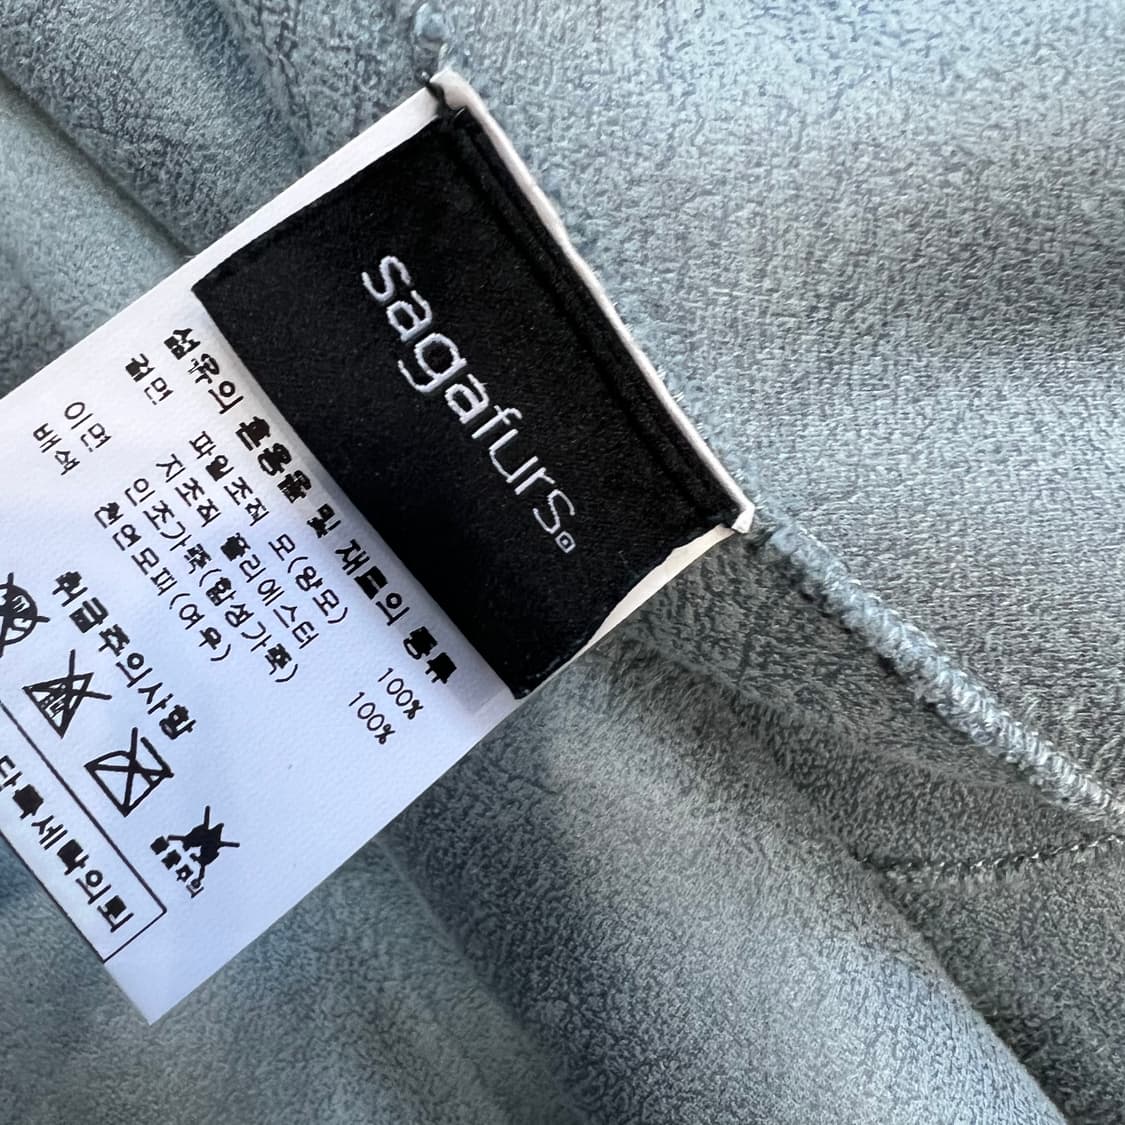 sagafurs
섬유의 혼용률 및 재료의 종류
겉면 파일조직 모(양모) 100%
지조직 폴리에스터 100%
이면 인조가죽(합성가죽)
배색 천연모피(여우)
취급주의사항